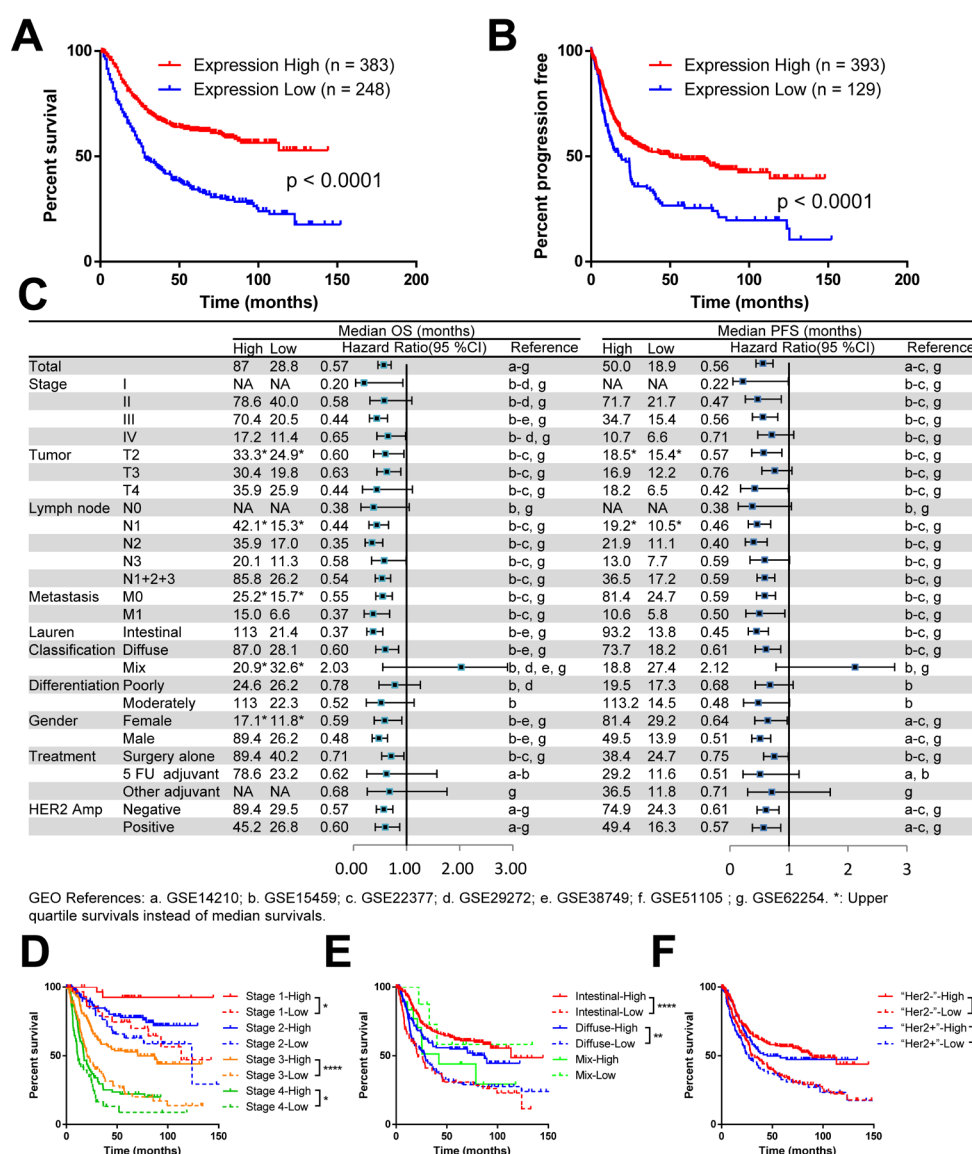 A
B
100
50
0
Percent survival
Expression High (n = 383)
Expression Low (n = 248)
p < 0.0001
0 50 100 150 200
Time (months)
100
50
0
Percent progression free
Expression High (n = 393)
Expression Low (n = 129)
p < 0.0001
0 50 100 150 200
Time (months)
C
Median OS (months) Median PFS (months)
High Low Hazard Ratio(95 %CI) Reference High Low Hazard Ratio(95 %CI) Reference
Total 87 28.8 0.57 a-g 50.0 18.9 0.56 a-c, g
Stage I NA NA 0.20 b-d, g NA NA 0.22 b-c, g
II 78.6 40.0 0.58 b-d, g 71.7 21.7 0.47 b-c, g
III 70.4 20.5 0.44 b-e, g 34.7 15.4 0.56 b-c, g
IV 17.2 11.4 0.65 b- d, g 10.7 6.6 0.71 b-c, g
Tumor T2 33.3* 24.9* 0.60 b-c, g 18.5* 15.4* 0.57 b-c, g
T3 30.4 19.8 0.63 b-c, g 16.9 12.2 0.76 b-c, g
T4 35.9 25.9 0.44 b-c, g 18.2 6.5 0.42 b-c, g
Lymph node N0 NA NA 0.38 b, g NA NA 0.38 b, g
N1 42.1* 15.3* 0.44 b-c, g 19.2* 10.5* 0.46 b-c, g
N2 35.9 17.0 0.35 b-c, g 21.9 11.1 0.40 b-c, g
N3 20.1 11.3 0.58 b-c, g 13.0 7.7 0.59 b-c, g
N1+2+3 85.8 26.2 0.54 b-c, g 36.5 17.2 0.59 b-c, g
Metastasis M0 25.2* 15.7* 0.55 b-c, g 81.4 24.7 0.59 b-c, g
M1 15.0 6.6 0.37 b-c, g 10.6 5.8 0.50 b-c, g
Lauren Intestinal 113 21.4 0.37 b-e, g 93.2 13.8 0.45 b-c, g
Classification Diffuse 87.0 28.1 0.60 b-e, g 73.7 18.2 0.61 b-c, g
Mix 20.9* 32.6* 2.03 b, d, e, g 18.8 27.4 2.12 b, g
Differentiation Poorly 24.6 26.2 0.78 b, d 19.5 17.3 0.68 b
Moderately 113 22.3 0.52 b 113.2 14.5 0.48 b
Gender Female 17.1* 11.8* 0.59 b-e, g 81.4 29.2 0.64 a-c, g
Male 89.4 26.2 0.48 b-e, g 49.5 13.9 0.51 a-c, g
Treatment Surgery alone 89.4 40.2 0.71 b-c, g 38.4 24.7 0.75 b-c, g
5 FU adjuvant 78.6 23.2 0.62 a-b 29.2 11.6 0.51 a, b
Other adjuvant NA NA 0.68 g 36.5 11.8 0.71 g
HER2 Amp Negative 89.4 29.5 0.57 a-g 74.9 24.3 0.61 a-c, g
Positive 45.2 26.8 0.60 a-g 49.4 16.3 0.57 a-c, g
0.00 1.00 2.00 3.00 0 1 2 3
GEO References: a. GSE14210; b. GSE15459; c. GSE22377; d. GSE29272; e. GSE38749; f. GSE51105 ; g. GSE62254. *: Upper
quartile survivals instead of median survivals.
D
E
F
100
50
0
Percent survival
Stage 1-High
Stage 1-Low
*
Stage 2-High
Stage 2-Low
Stage 3-High
Stage 3-Low
****
Stage 4-High
Stage 4-Low
*
0 50 100 150
Time (months)
100
50
0
Percent survival
Intestinal-High
Intestinal-Low
****
Diffuse-High
Diffuse-Low
**
Mix-High
Mix-Low
0 50 100 150
Time (months)
100
50
0
Percent survival
"Her2-"-High
"Her2-"-Low
"Her2+"-High
"Her2+"-Low
0 50 100 150
Time (months)